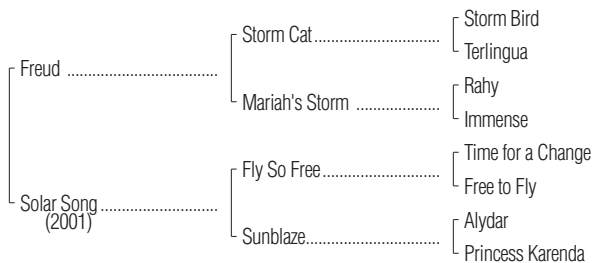 Storm Bird
Storm Cat........................................
Terlingua
Freud ................................................
Rahy
Mariah's Storm ..........................
Immense
Time for a Change
Fly So Free......................................
Free to Fly
Solar Song......................................
(2001)
Alydar
Sunblaze..........................................
Princess Karenda